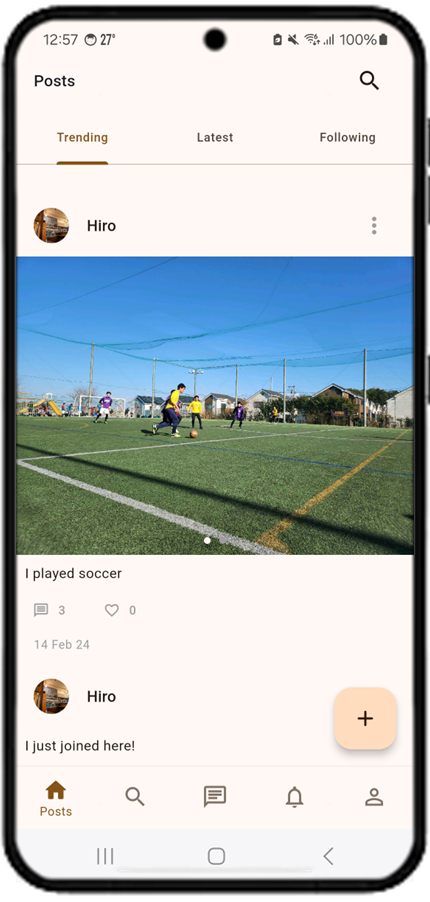 12:57 27° 100%
Posts
Trending Latest Following
Hiro
I played soccer
3 0
14 Feb 24
Hiro
I just joined here!
+
Posts